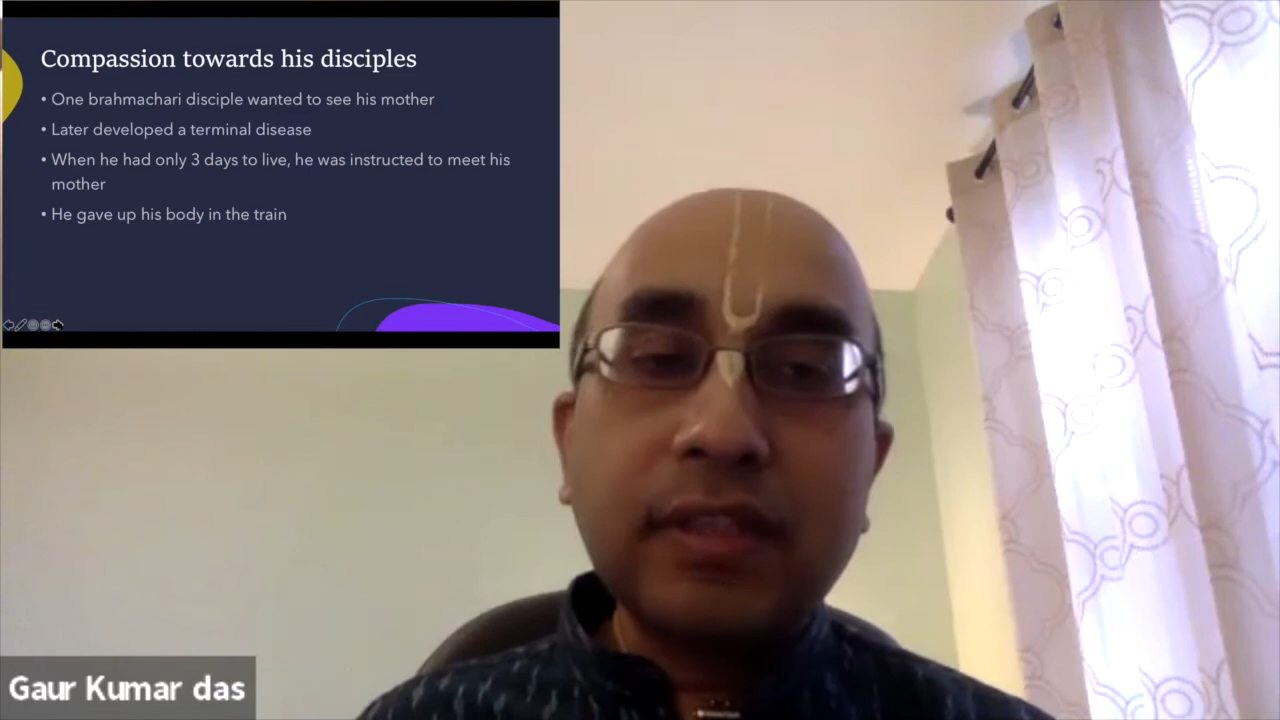 Compassion towards his disciples
• One brahmachari disciple wanted to see his mother
• Later developed a terminal disease
• When he had only 3 days to live, he was instructed to meet his
mother
• He gave up his body in the train
Gaur Kumar das